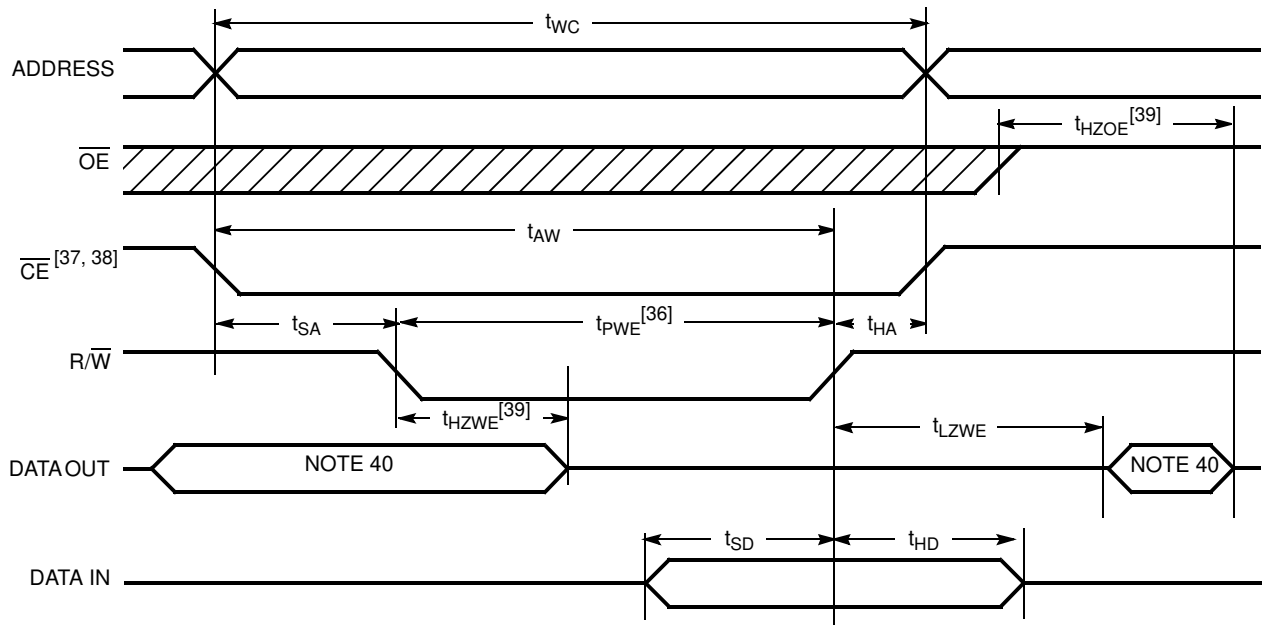 tWC
ADDRESS
tHZOE[39]
OE
tAW
CE [37, 38]
tSA
tPWE[36]
tHA
R/W
tHZWE[39]
tLZWE
DATA OUT
NOTE 40
NOTE 40
tSD
tHD
DATA IN